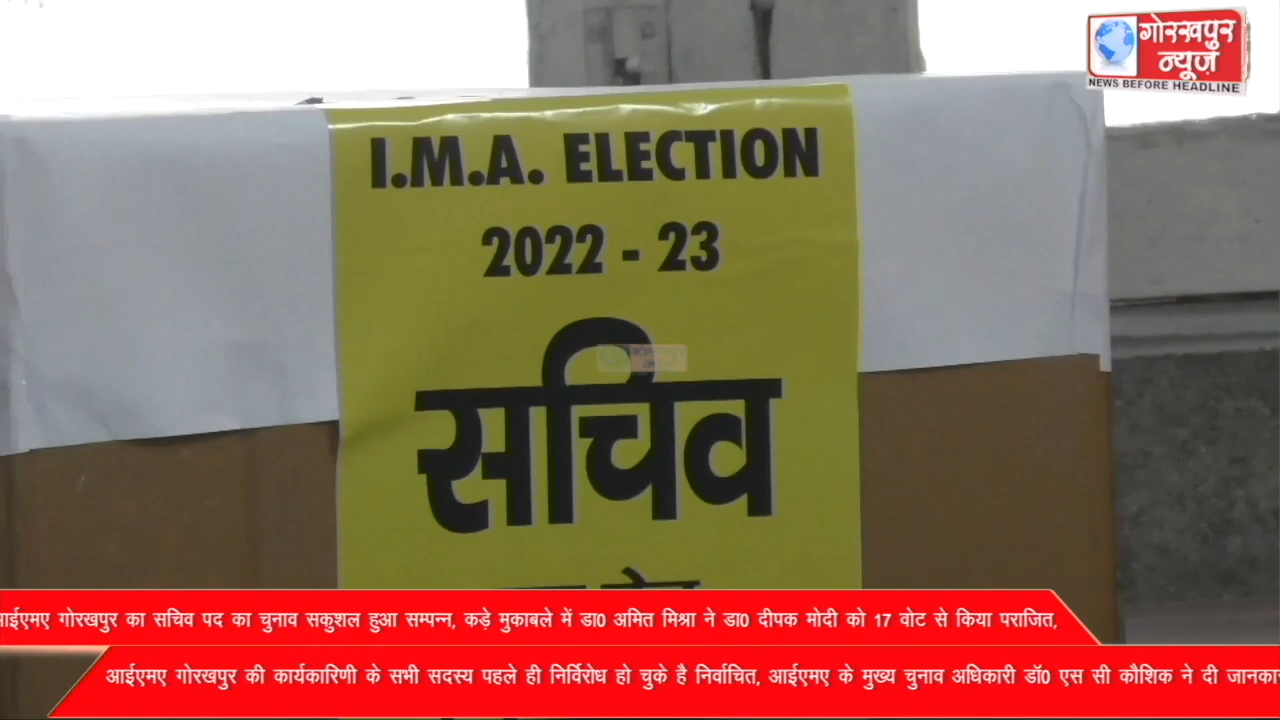 गोरखपुर
न्यूज़
NEWS BEFORE HEADLINE
I.M.A. ELECTION
2022 - 23
सचिव
आईएमए गोरखपुर का सचिव पद का चुनाव सकुशल हुआ सम्पन्न, कड़े मुकाबले में डा0 अमित मिश्रा ने डा0 दीपक मोदी को 17 वोट से किया पराजित,
आईएमए गोरखपुर की कार्यकारिणी के सभी सदस्य पहले ही निर्विरोध हो चुके है निर्वाचित, आईएमए के मुख्य चुनाव अधिकारी डॉ0 एस सी कौशिक ने दी